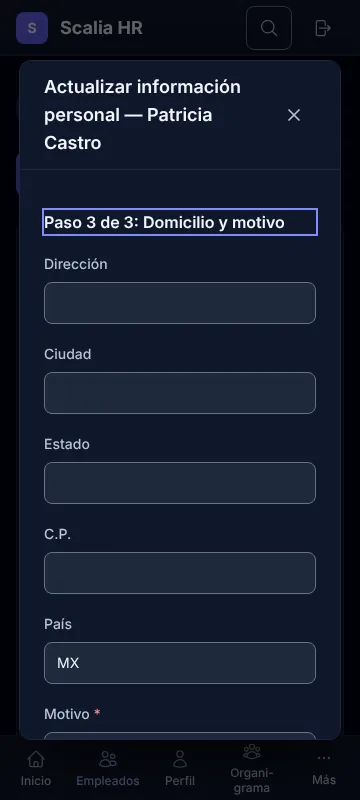 S Scalia HR
Actualizar información
personal — Patricia
Castro
Paso 3 de 3: Domicilio y motivo
Dirección
Ciudad
Estado
C.P.
País
MX
Motivo *
Inicio Empleados Perfil Organi-
grama Más